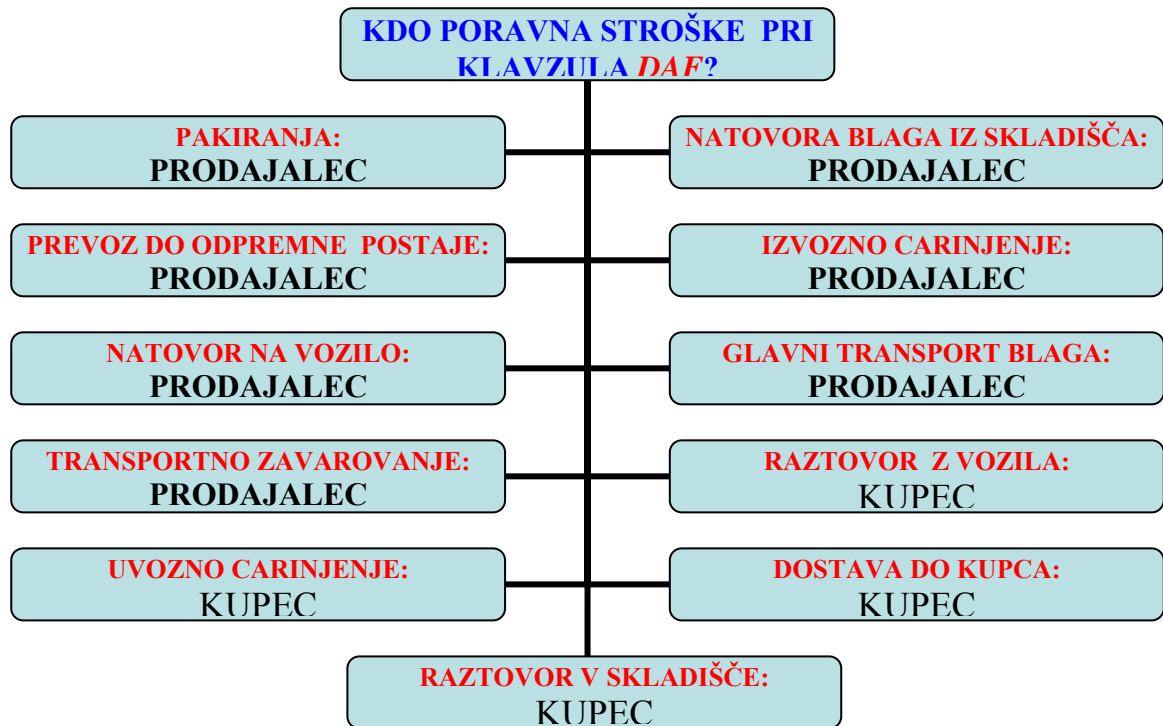 KDO PORAVNA STROŠKE PRI
KLAVZULA DAF?
PAKIRANJA:
PRODAJALEC
NATOVORA BLAGA IZ SKLADIŠČA:
PRODAJALEC
PREVOZ DO ODPREMNE POSTAJE:
PRODAJALEC
IZVOZNO CARINJENJE:
PRODAJALEC
NATOVOR NA VOZILO:
PRODAJALEC
GLAVNI TRANSPORT BLAGA:
PRODAJALEC
TRANSPORTNO ZAVAROVANJE:
PRODAJALEC
RAZTOVOR Z VOZILA:
KUPEC
UVOZNO CARINJENJE:
KUPEC
DOSTAVA DO KUPCA:
KUPEC
RAZTOVOR V SKLADIŠČE:
KUPEC